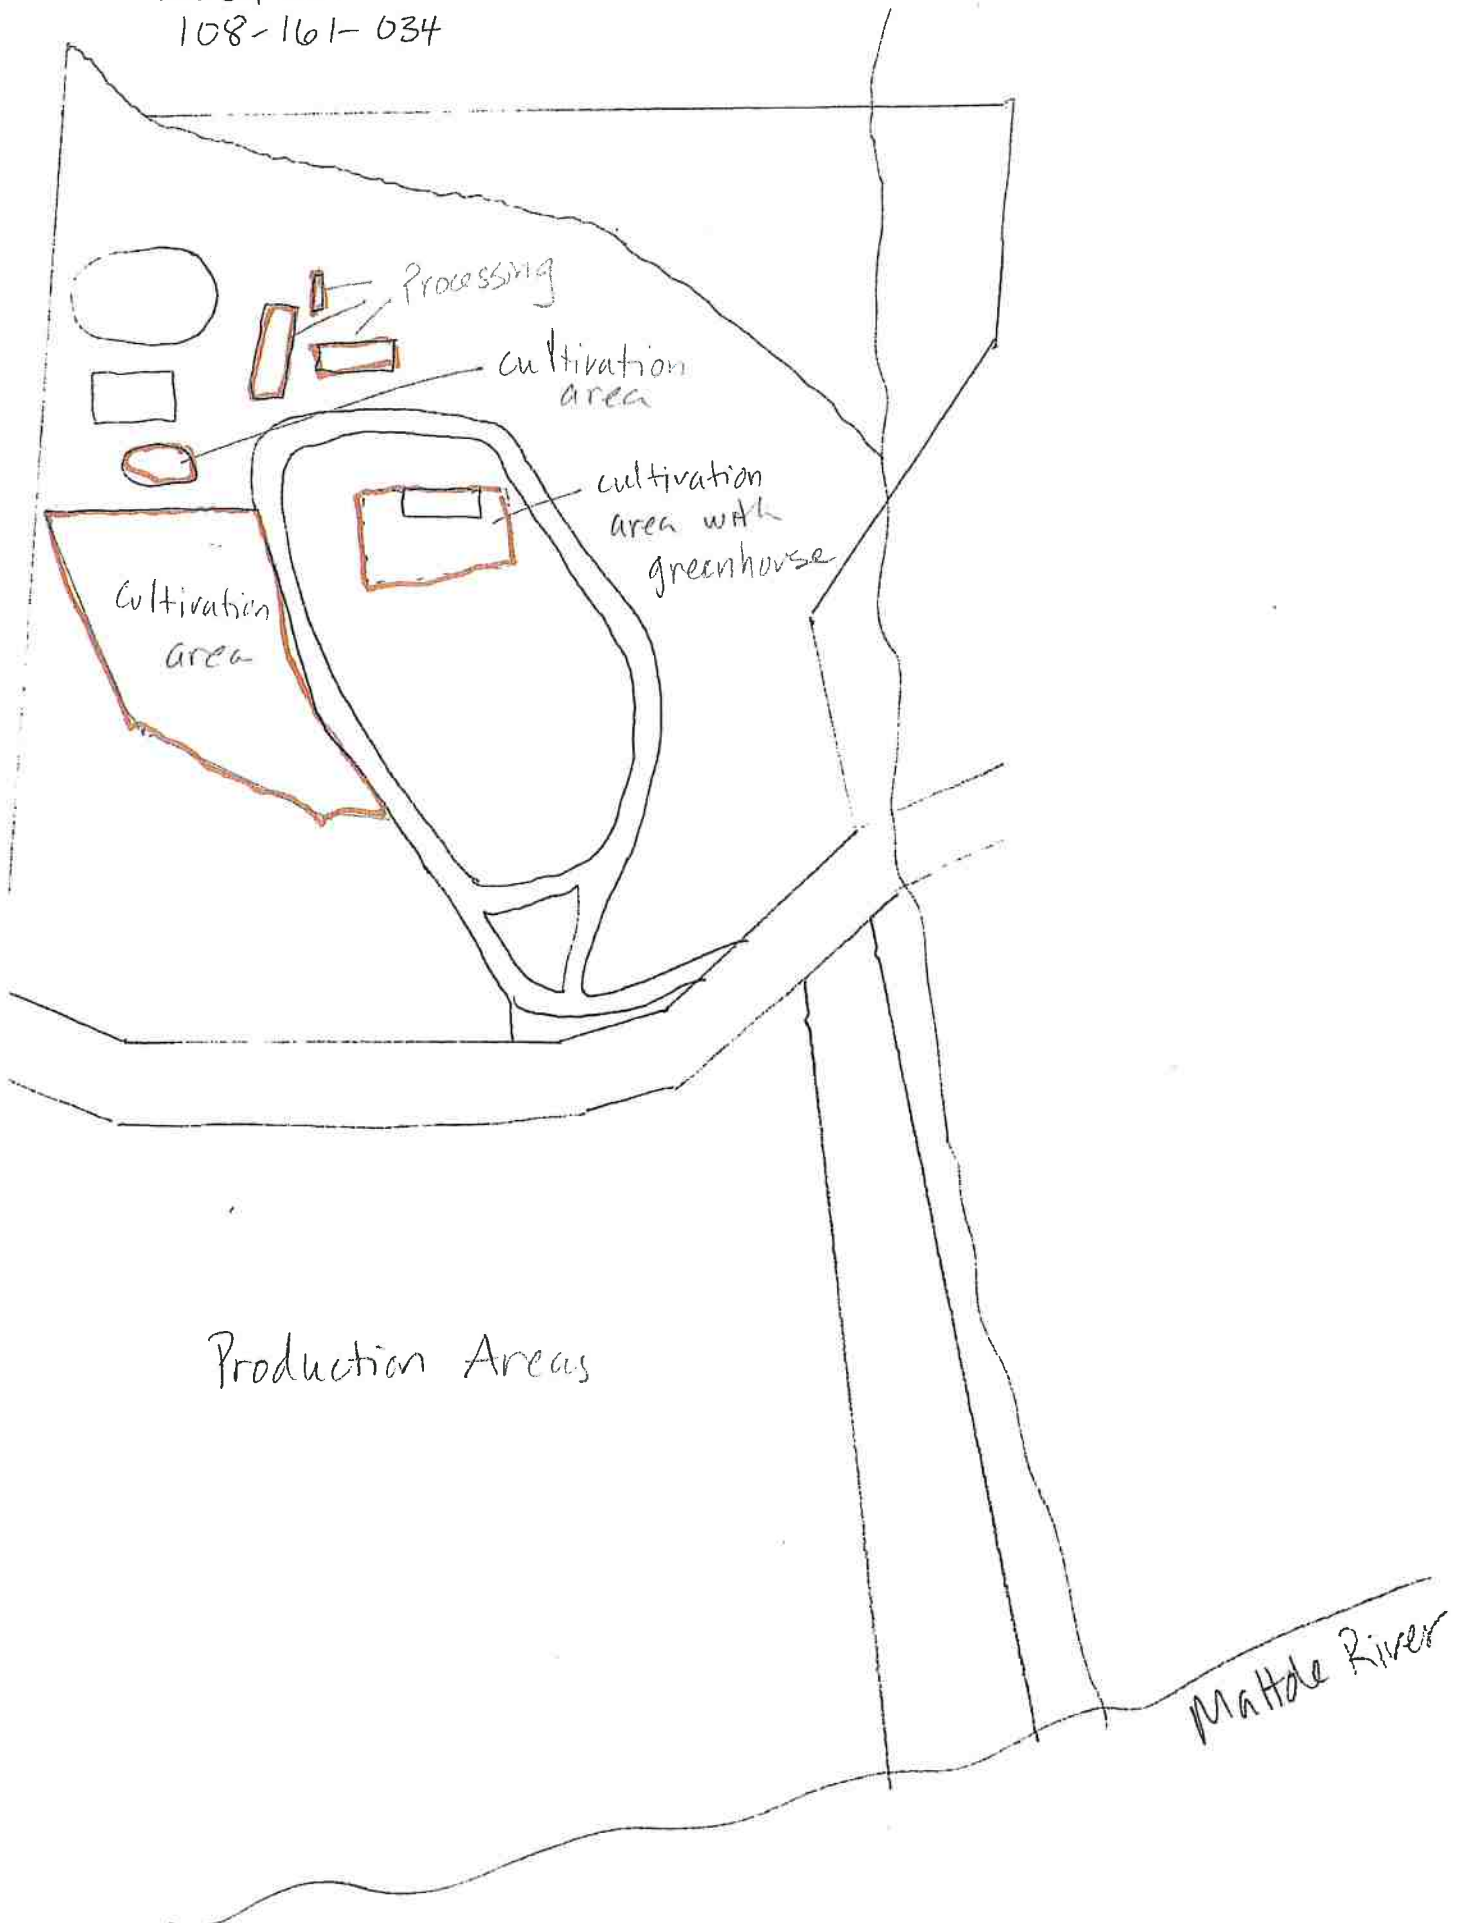 108-161-034
Processing
cultivation
area
cultivation
area with
greenhouse
Cultivation
area
Production Areas
Mattole River